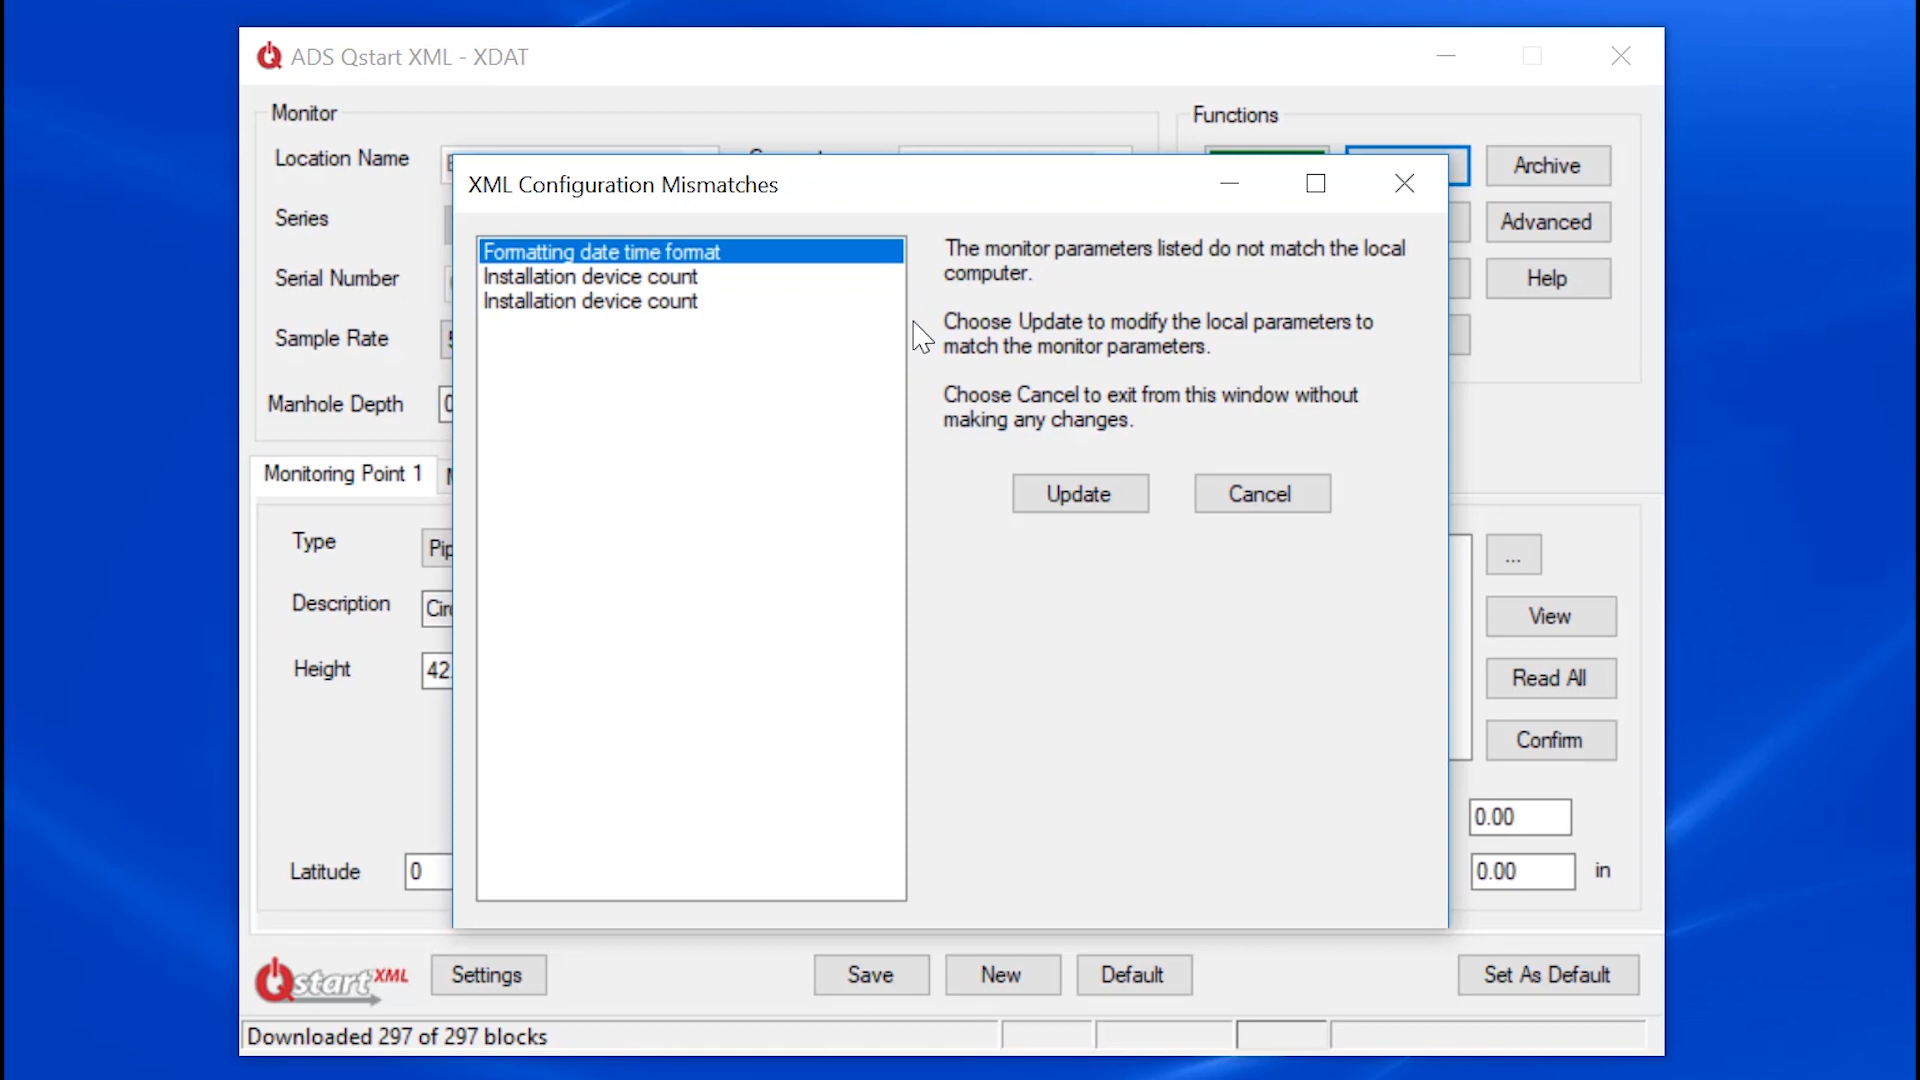 ADS Qstart XML - XDAT
Monitor
Functions
Location Name
Archive
XML Configuration Mismatches
Series
Advanced
Formatting date time format
Installation device count
Installation device count
The monitor parameters listed do not match the local
computer.
Serial Number
Help
Choose Update to modify the local parameters to
match the monitor parameters.
Sample Rate
Choose Cancel to exit from this window without
making any changes.
Manhole Depth
Monitoring Point 1
Update
Cancel
Type
...
Description
View
Height
42
Read All
Confirm
0.00
Latitude
0
0.00
in
Qstart XML
Settings
Save
New
Default
Set As Default
Downloaded 297 of 297 blocks